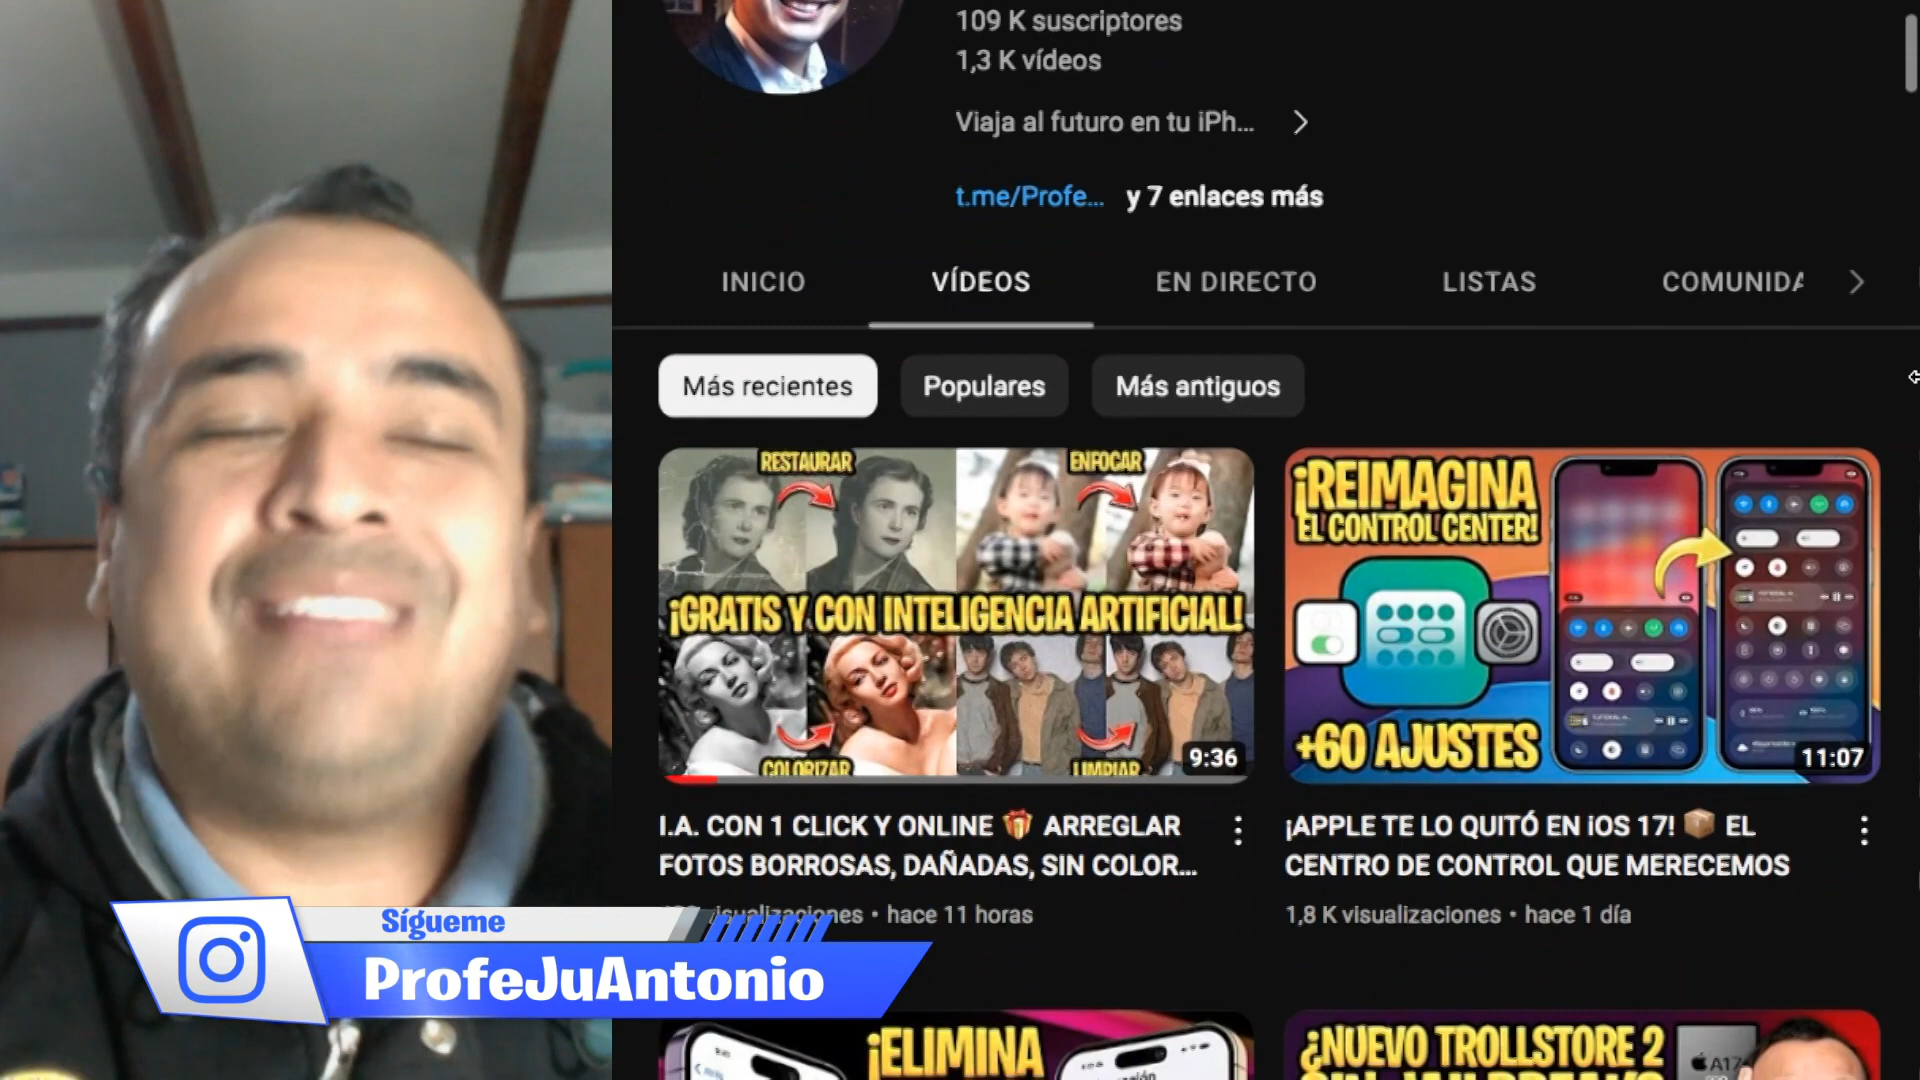 109 K suscriptores
1,3 K vídeos
Viaja al futuro en tu iPh...
t.me/Profe... y 7 enlaces más
INICIO VÍDEOS EN DIRECTO LISTAS COMUNIDA
Más recientes Populares Más antiguos
RESTAURAR ENFOCAR
¡GRATIS Y CON INTELIGENCIA ARTIFICIAL!
COLORIZAR LIMPIAR
9:36
¡REIMAGINA
EL CONTROL CENTER!
+60 AJUSTES
11:07
I.A. CON 1 CLICK Y ONLINE 🎁 ARREGLAR
FOTOS BORROSAS, DAÑADAS, SIN COLOR...
visualizaciones • hace 11 horas
¡APPLE TE LO QUITÓ EN iOS 17! 📦 EL
CENTRO DE CONTROL QUE MERECEMOS
1,8 K visualizaciones • hace 1 día
Sígueme
ProfeJuAntonio
¡ELIMINA
¿NUEVO TROLLSTORE 2
A17